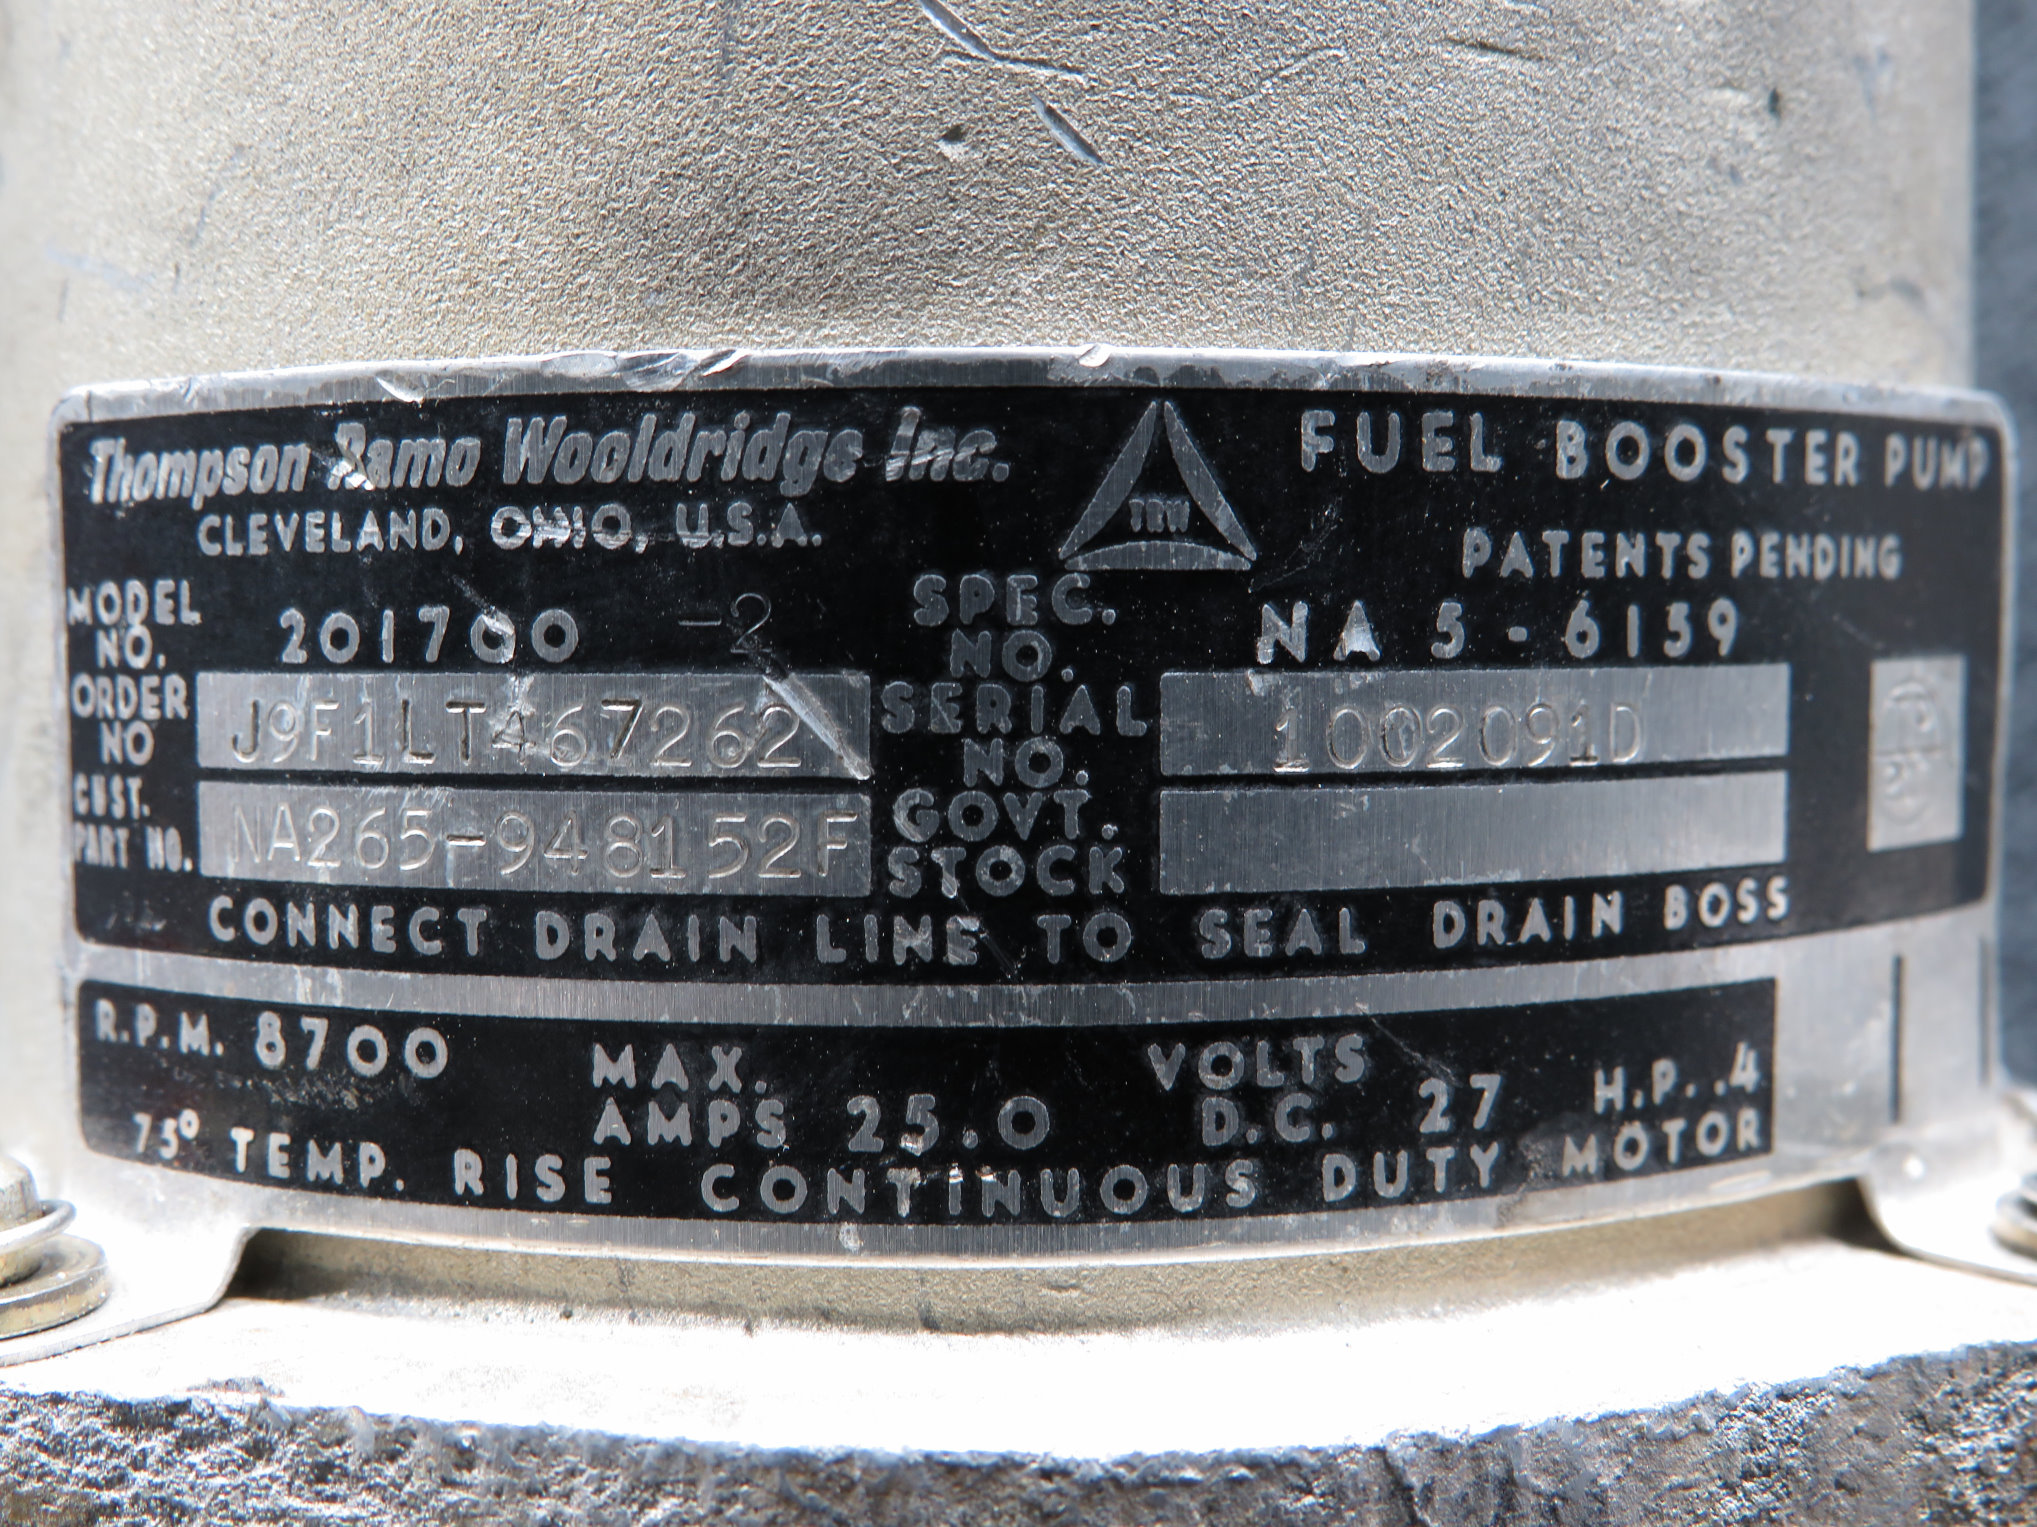 Thompson Ramo Wooldridge Inc.
CLEVELAND, OHIO, U.S.A.
TRW
FUEL BOOSTER PUMP
PATENTS PENDING
MODEL NO. 201700 -2
SPEC. NO. NA 5-6159
ORDER NO J9F1LT467262
SERIAL NO. 1002091D
CUST. PART NO. NA265-948152F
GOVT. STOCK
CONNECT DRAIN LINE TO SEAL DRAIN BOSS
R.P.M. 8700 MAX. AMPS 25.0 VOLTS D.C. 27 H.P. .4
75° TEMP. RISE CONTINUOUS DUTY MOTOR